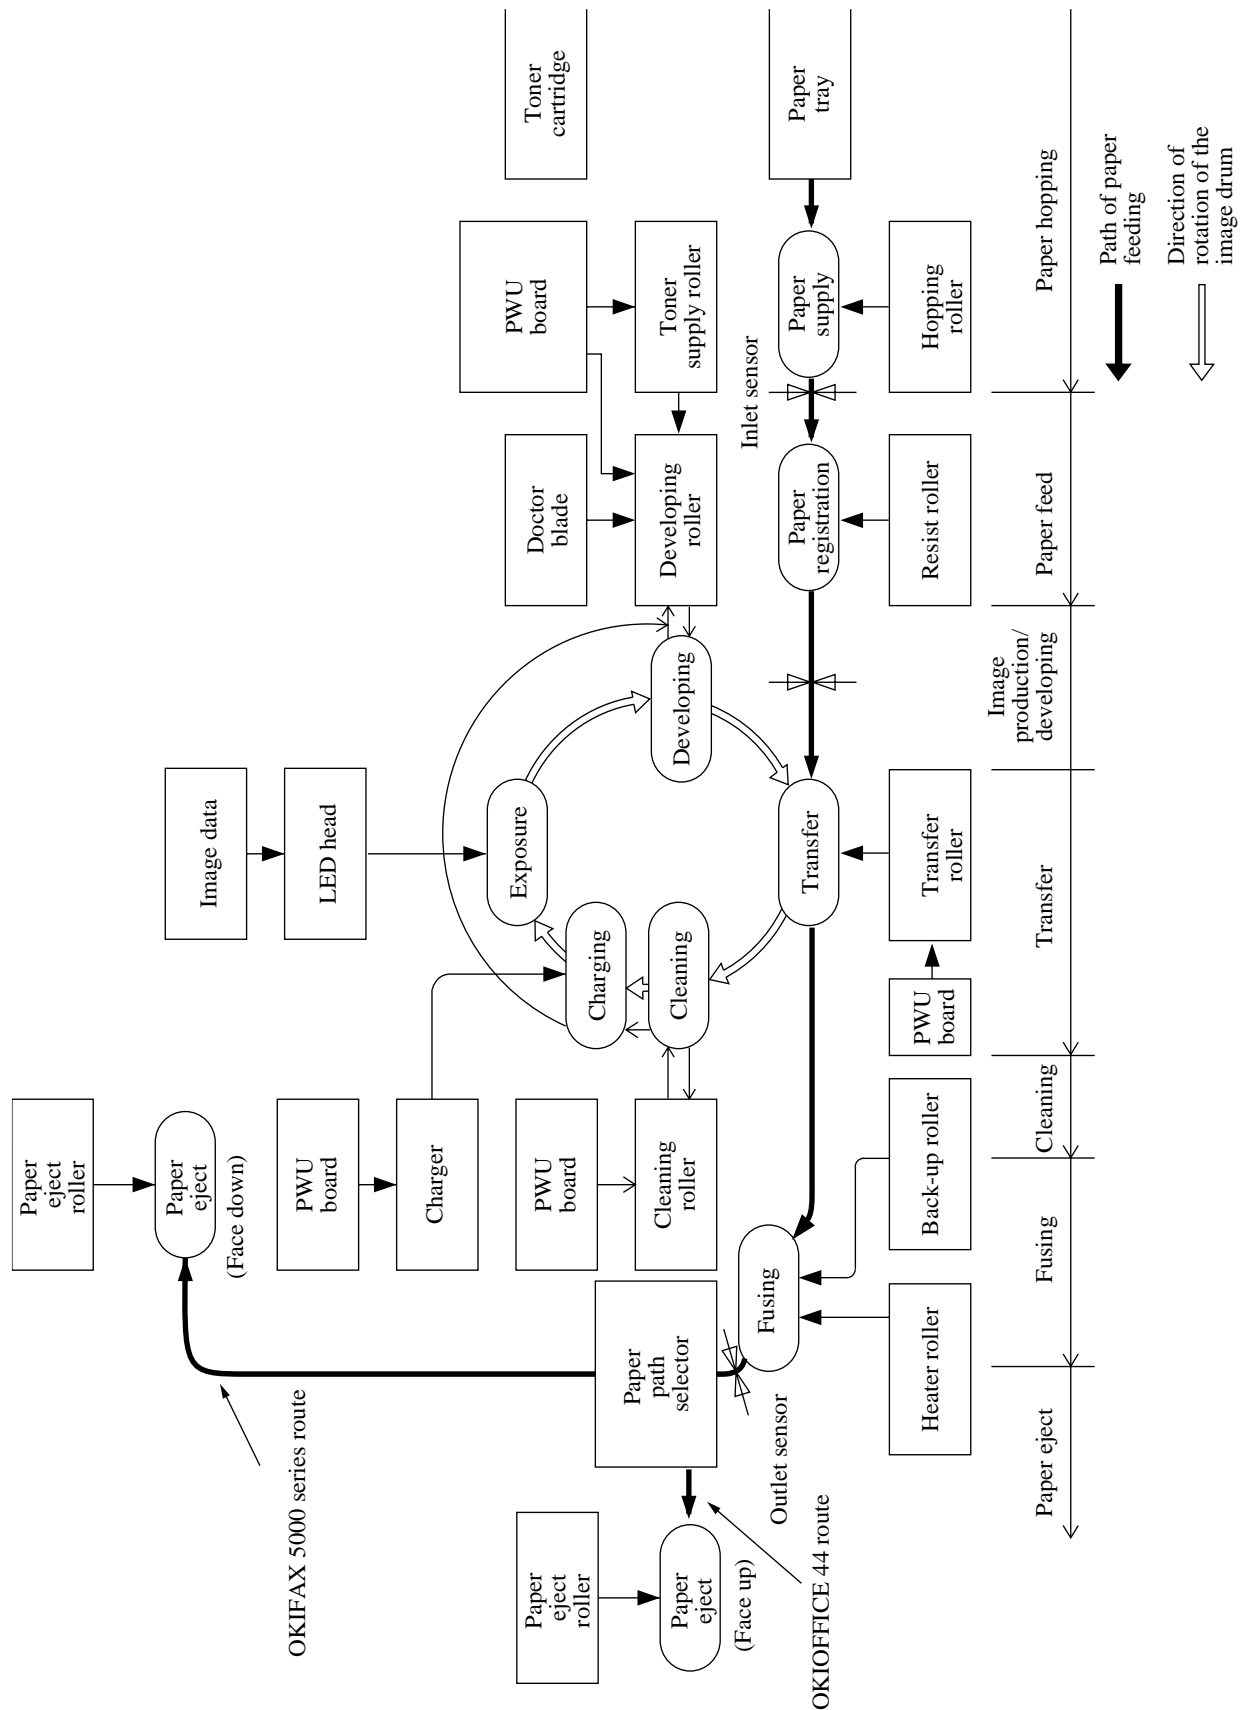 Paper
eject
roller
Paper
eject
(Face down)
OKIFAX 5000 series route
Image data
LED head
PWU
board
Charger
PWU
board
Cleaning
roller
Paper
path
selector
Paper
eject
roller
Paper
eject
(Face up)
OKIOFFICE 44 route
Outlet sensor
Exposure
Charging
Cleaning
Developing
Transfer
Fusing
Toner
cartridge
PWU
board
Toner
supply roller
Doctor
blade
Developing
roller
Inlet sensor
Paper
tray
Paper
supply
Paper
registration
Hopping
roller
Resist roller
Transfer
roller
PWU
board
Back-up roller
Heater roller
Paper eject
Fusing
Cleaning
Transfer
Image
production/
developing
Paper feed
Paper hopping
Path of paper
feeding
Direction of
rotation of the
image drum